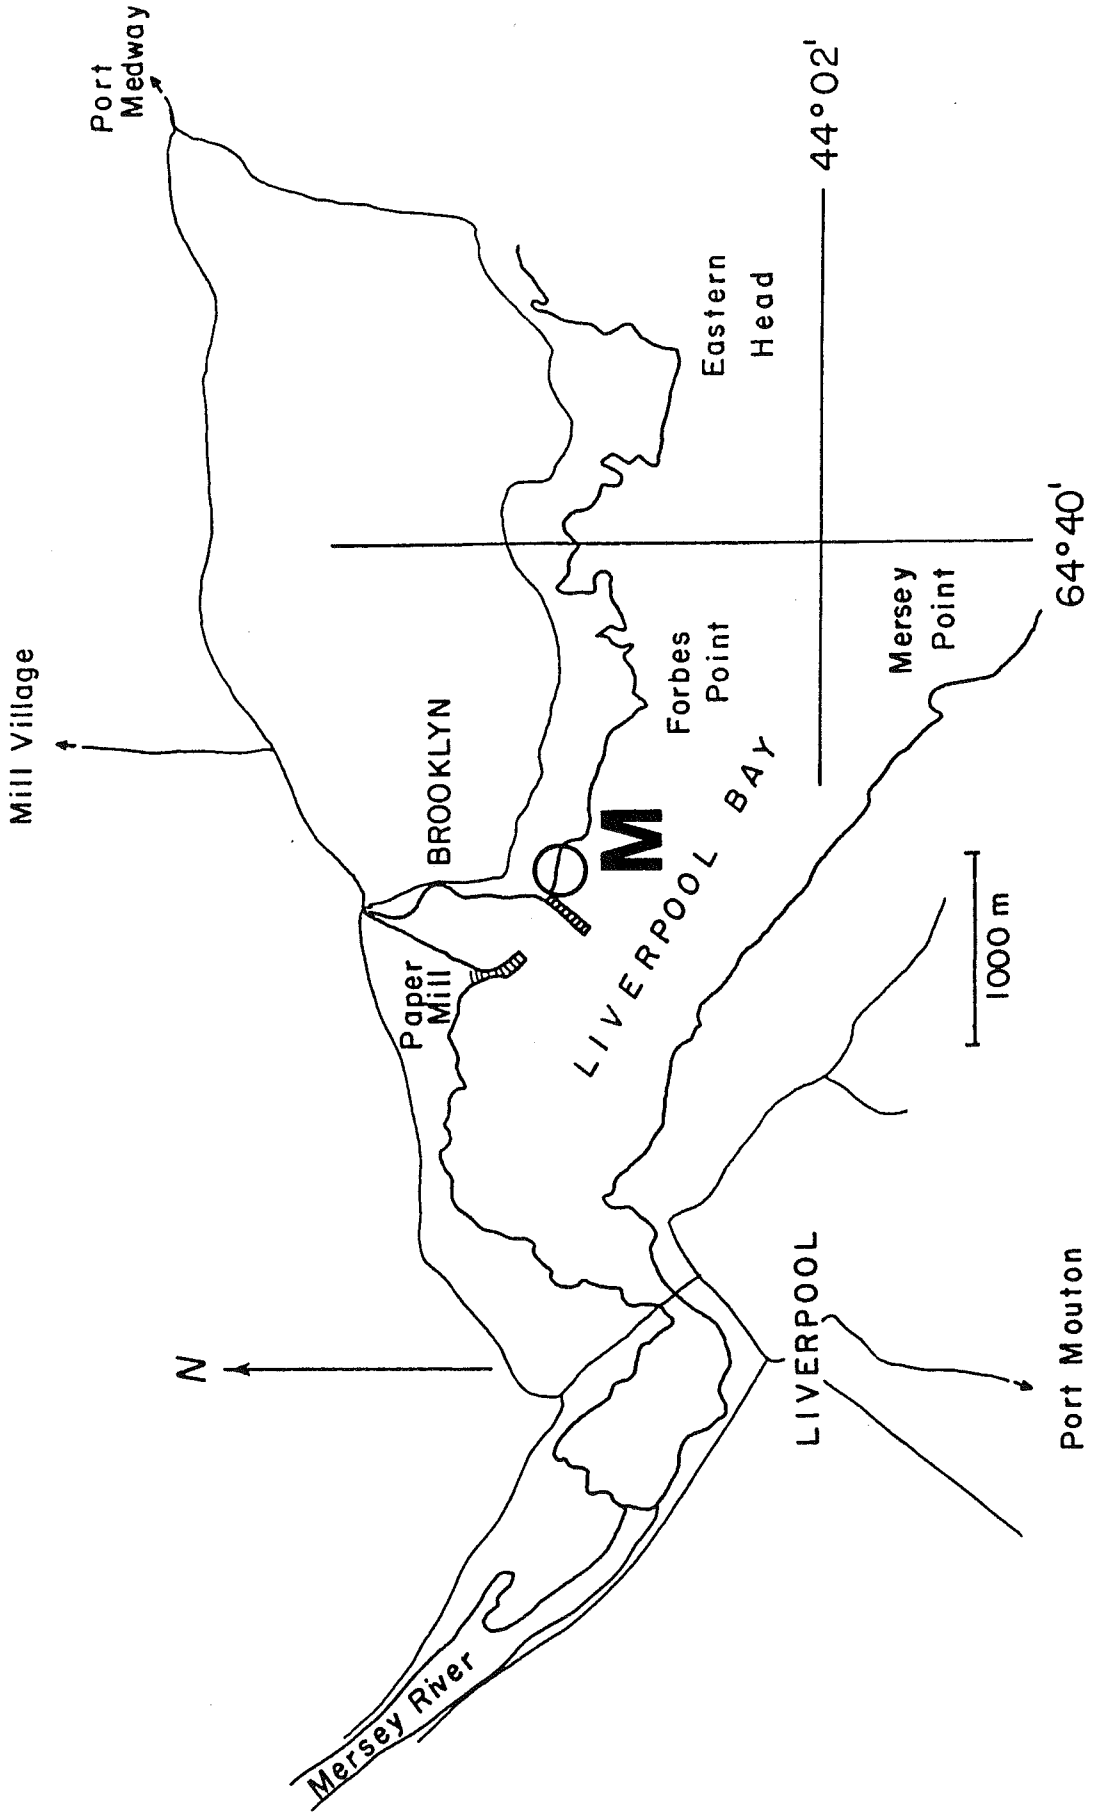 Mill Village
Port
Medway
N
BROOKLYN
Paper
Mill
M
Forbes
Point
Eastern
Head
LIVERPOOL BAY
44°02'
Mersey
Point
64°40'
1000 m
Mersey River
LIVERPOOL
Port Mouton